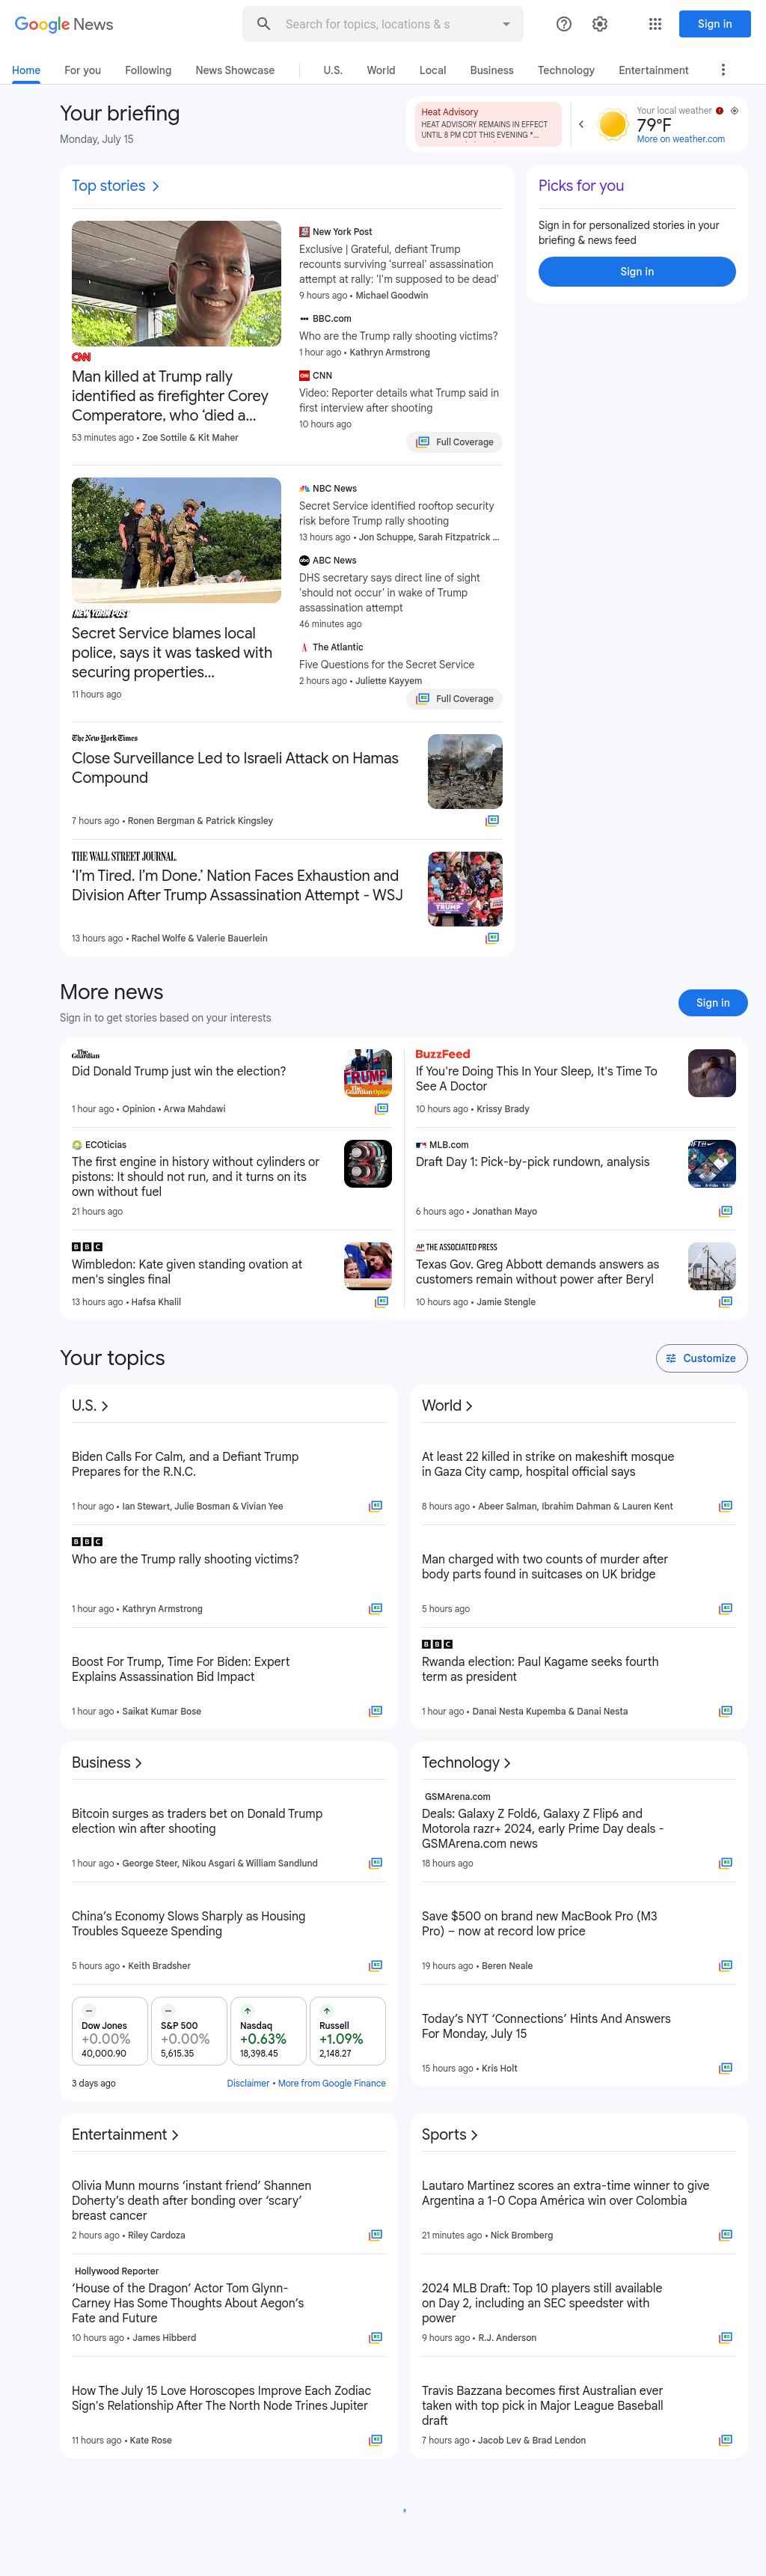 Google News
Search for topics, locations & s
Sign in
Home
For you
Following
News Showcase
U.S.
World
Local
Business
Technology
Entertainment
Your briefing
Monday, July 15
Heat Advisory
HEAT ADVISORY REMAINS IN EFFECT
UNTIL 8 PM CDT THIS EVENING *...
Your local weather
79°F
More on weather.com
Top stories
Picks for you
Sign in for personalized stories in your
briefing & news feed
Sign in
CNN
Man killed at Trump rally
identified as firefighter Corey
Comperatore, who ‘died a...
53 minutes ago • Zoe Sottile & Kit Maher
New York Post
Exclusive | Grateful, defiant Trump
recounts surviving 'surreal' assassination
attempt at rally: 'I'm supposed to be dead'
9 hours ago • Michael Goodwin
BBC.com
Who are the Trump rally shooting victims?
1 hour ago • Kathryn Armstrong
CNN
Video: Reporter details what Trump said in
first interview after shooting
10 hours ago
Full Coverage
NEW YORK POST
Secret Service blames local
police, says it was tasked with
securing properties...
11 hours ago
NBC News
Secret Service identified rooftop security
risk before Trump rally shooting
13 hours ago • Jon Schuppe, Sarah Fitzpatrick ...
abc ABC News
DHS secretary says direct line of sight
'should not occur' in wake of Trump
assassination attempt
46 minutes ago
The Atlantic
Five Questions for the Secret Service
2 hours ago • Juliette Kayyem
Full Coverage
The New York Times
Close Surveillance Led to Israeli Attack on Hamas
Compound
7 hours ago • Ronen Bergman & Patrick Kingsley
THE WALL STREET JOURNAL.
‘I’m Tired. I’m Done.’ Nation Faces Exhaustion and
Division After Trump Assassination Attempt - WSJ
13 hours ago • Rachel Wolfe & Valerie Bauerlein
TRUMP
More news
Sign in to get stories based on your interests
Sign in
The Guardian
Did Donald Trump just win the election?
1 hour ago • Opinion • Arwa Mahdawi
TRUMP
The Guardian Opinion
BuzzFeed
If You're Doing This In Your Sleep, It's Time To
See A Doctor
10 hours ago • Krissy Brady
ECOticias
The first engine in history without cylinders or
pistons: It should not run, and it turns on its
own without fuel
21 hours ago
MLB.com
Draft Day 1: Pick-by-pick rundown, analysis
6 hours ago • Jonathan Mayo
BBC
Wimbledon: Kate given standing ovation at
men's singles final
13 hours ago • Hafsa Khalil
AP THE ASSOCIATED PRESS
Texas Gov. Greg Abbott demands answers as
customers remain without power after Beryl
10 hours ago • Jamie Stengle
Your topics
Customize
U.S.
Biden Calls For Calm, and a Defiant Trump
Prepares for the R.N.C.
1 hour ago • Ian Stewart, Julie Bosman & Vivian Yee
BBC
Who are the Trump rally shooting victims?
1 hour ago • Kathryn Armstrong
Boost For Trump, Time For Biden: Expert
Explains Assassination Bid Impact
1 hour ago • Saikat Kumar Bose
World
At least 22 killed in strike on makeshift mosque
in Gaza City camp, hospital official says
8 hours ago • Abeer Salman, Ibrahim Dahman & Lauren Kent
Man charged with two counts of murder after
body parts found in suitcases on UK bridge
5 hours ago
BBC
Rwanda election: Paul Kagame seeks fourth
term as president
1 hour ago • Danai Nesta Kupemba & Danai Nesta
Business
Bitcoin surges as traders bet on Donald Trump
election win after shooting
1 hour ago • George Steer, Nikou Asgari & William Sandlund
China’s Economy Slows Sharply as Housing
Troubles Squeeze Spending
5 hours ago • Keith Bradsher
Dow Jones
+0.00%
40,000.90
S&P 500
+0.00%
5,615.35
Nasdaq
+0.63%
18,398.45
Russell
+1.09%
2,148.27
3 days ago
Disclaimer • More from Google Finance
Technology
GSMArena.com
Deals: Galaxy Z Fold6, Galaxy Z Flip6 and
Motorola razr+ 2024, early Prime Day deals -
GSMArena.com news
18 hours ago
Save $500 on brand new MacBook Pro (M3
Pro) – now at record low price
19 hours ago • Beren Neale
Today’s NYT ‘Connections’ Hints And Answers
For Monday, July 15
15 hours ago • Kris Holt
Entertainment
Olivia Munn mourns ‘instant friend’ Shannen
Doherty’s death after bonding over ‘scary’
breast cancer
2 hours ago • Riley Cardoza
Hollywood Reporter
‘House of the Dragon’ Actor Tom Glynn-
Carney Has Some Thoughts About Aegon’s
Fate and Future
10 hours ago • James Hibberd
How The July 15 Love Horoscopes Improve Each Zodiac
Sign's Relationship After The North Node Trines Jupiter
11 hours ago • Kate Rose
Sports
Lautaro Martinez scores an extra-time winner to give
Argentina a 1-0 Copa América win over Colombia
21 minutes ago • Nick Bromberg
2024 MLB Draft: Top 10 players still available
on Day 2, including an SEC speedster with
power
9 hours ago • R.J. Anderson
Travis Bazzana becomes first Australian ever
taken with top pick in Major League Baseball
draft
7 hours ago • Jacob Lev & Brad Lendon